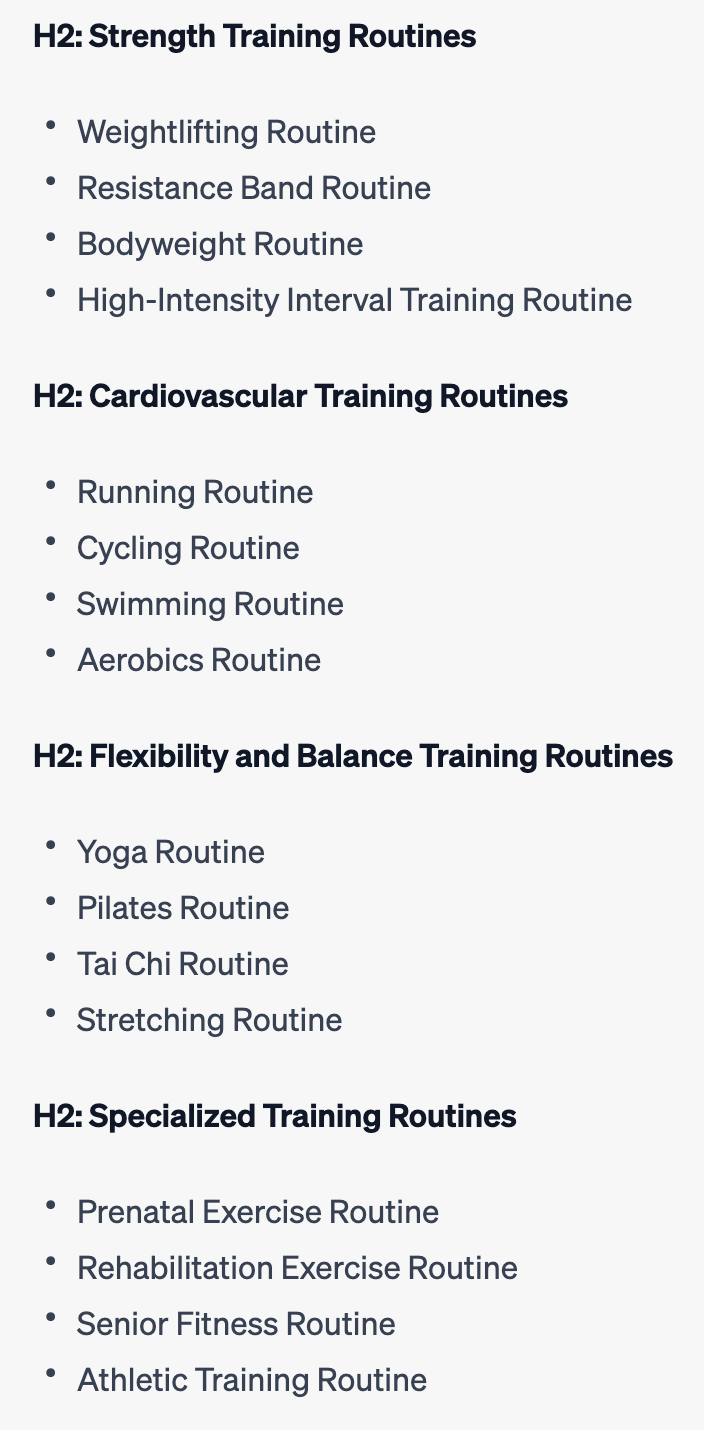 H2: Strength Training Routines
• Weightlifting Routine
• Resistance Band Routine
• Bodyweight Routine
• High-Intensity Interval Training Routine
H2: Cardiovascular Training Routines
• Running Routine
• Cycling Routine
• Swimming Routine
• Aerobics Routine
H2: Flexibility and Balance Training Routines
• Yoga Routine
• Pilates Routine
• Tai Chi Routine
• Stretching Routine
H2: Specialized Training Routines
• Prenatal Exercise Routine
• Rehabilitation Exercise Routine
• Senior Fitness Routine
• Athletic Training Routine